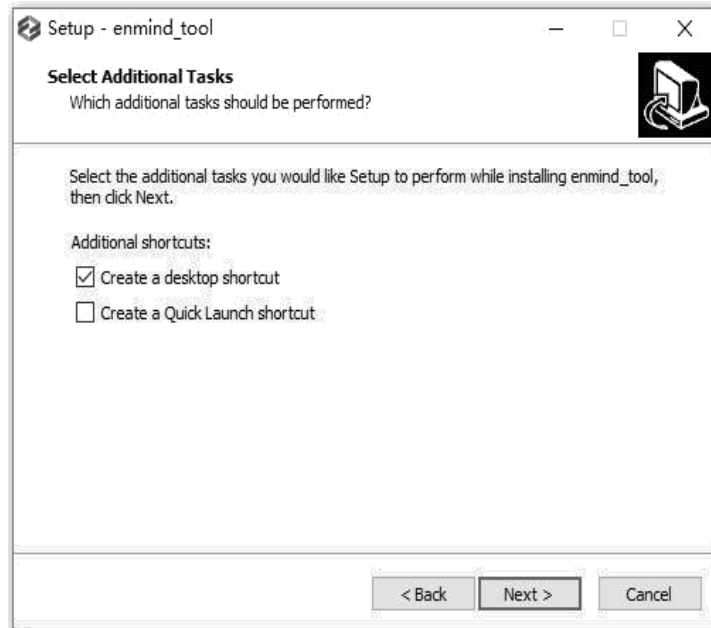 Setup - enmind_tool
Select Additional Tasks
Which additional tasks should be performed?
Select the additional tasks you would like Setup to perform while installing enmind_tool,
then click Next.
Additional shortcuts:
Create a desktop shortcut
Create a Quick Launch shortcut
< Back Next > Cancel